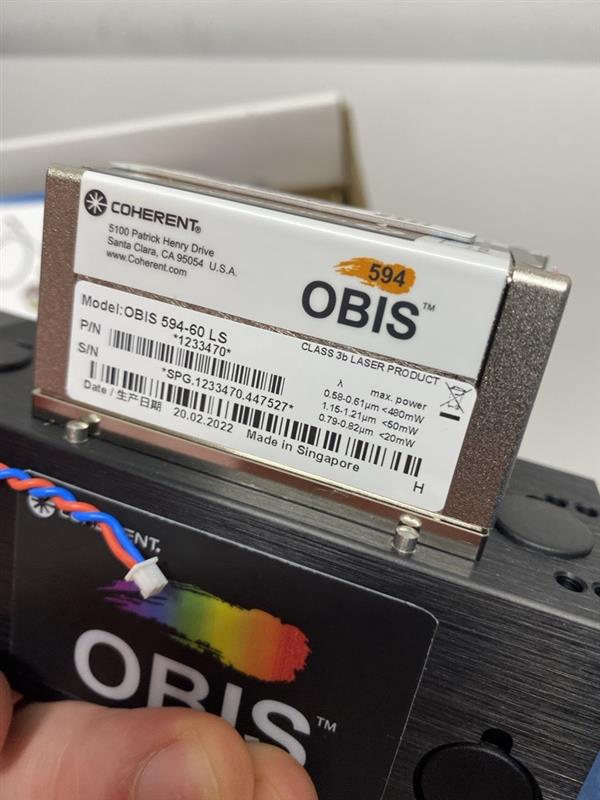 COHERENT®
5100 Patrick Henry Drive
Santa Clara, CA 95054 U.S.A.
www.Coherent.com
594
OBIS™
Model:OBIS 594-60 LS
P/N
*1233470*
S/N
*SPG.1233470.447527*
Date / 生产日期 20.02.2022 Made in Singapore
CLASS 3b LASER PRODUCT
λ max. power
0.58-0.61µm <480mW
1.15-1.21µm <50mW
0.79-0.82µm <20mW
H
NT.
OBIS™